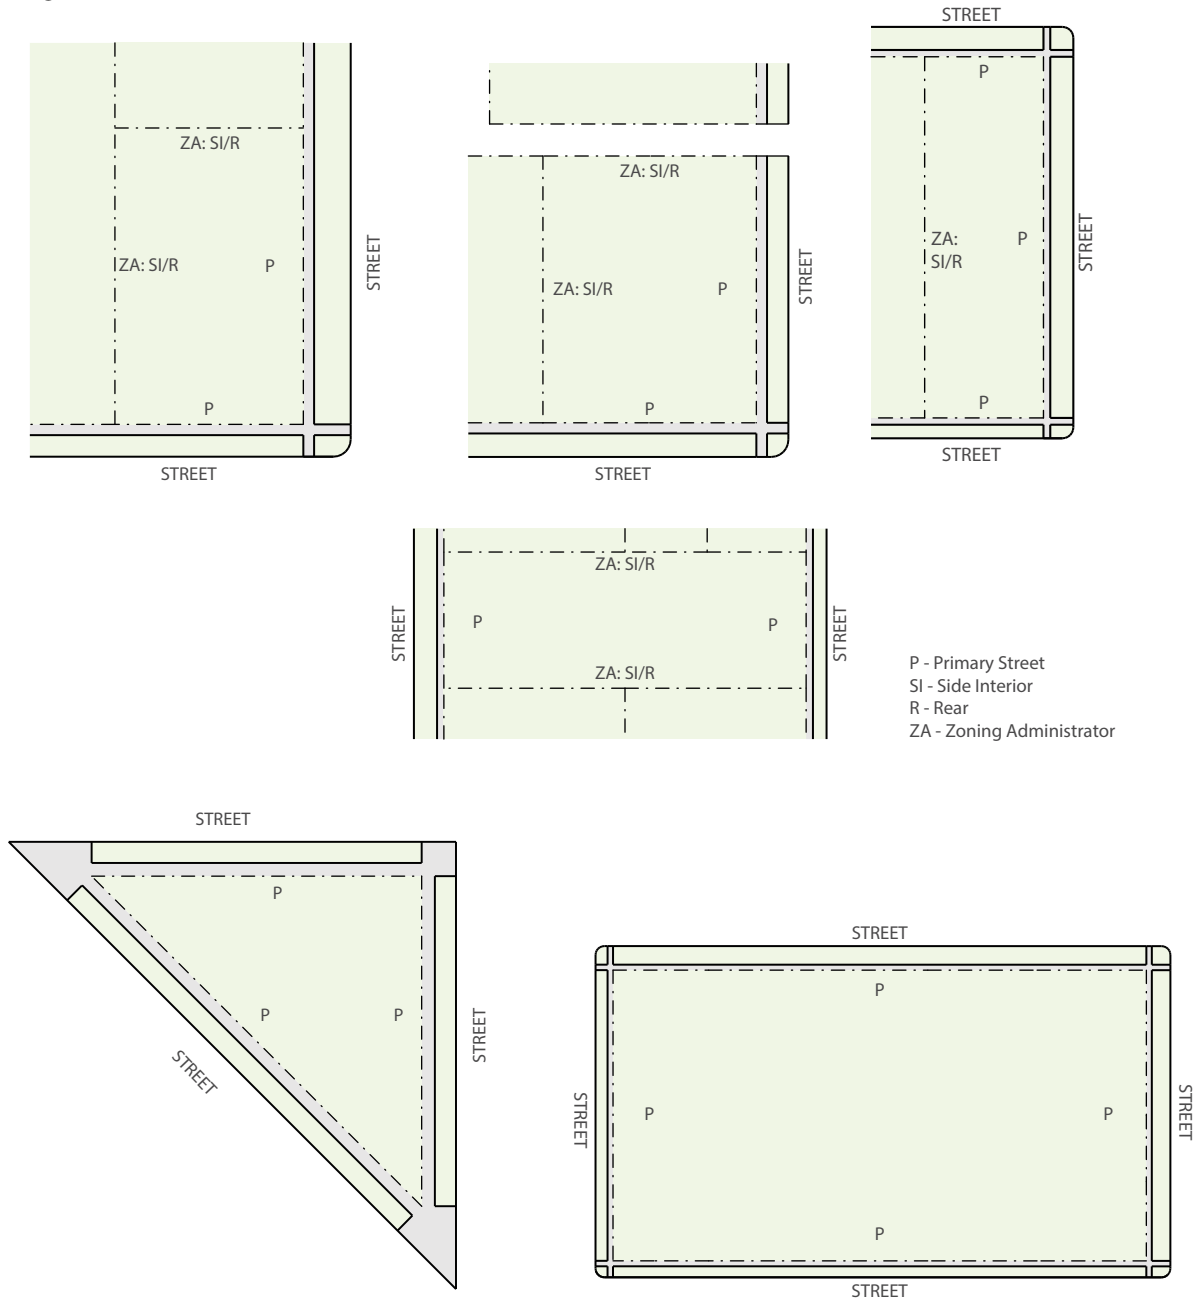 STREET
P
ZA: SI/R
ZA: SI/R
P
STREET
P
STREET
ZA: SI/R
ZA: SI/R
P
STREET
P
STREET
ZA:
SI/R
P
STREET
P
STREET
ZA: SI/R
STREET
P
P
STREET
ZA: SI/R
P - Primary Street
SI - Side Interior
R - Rear
ZA - Zoning Administrator
STREET
P
P
P
STREET
STREET
STREET
P
STREET
P
P
STREET
P
STREET